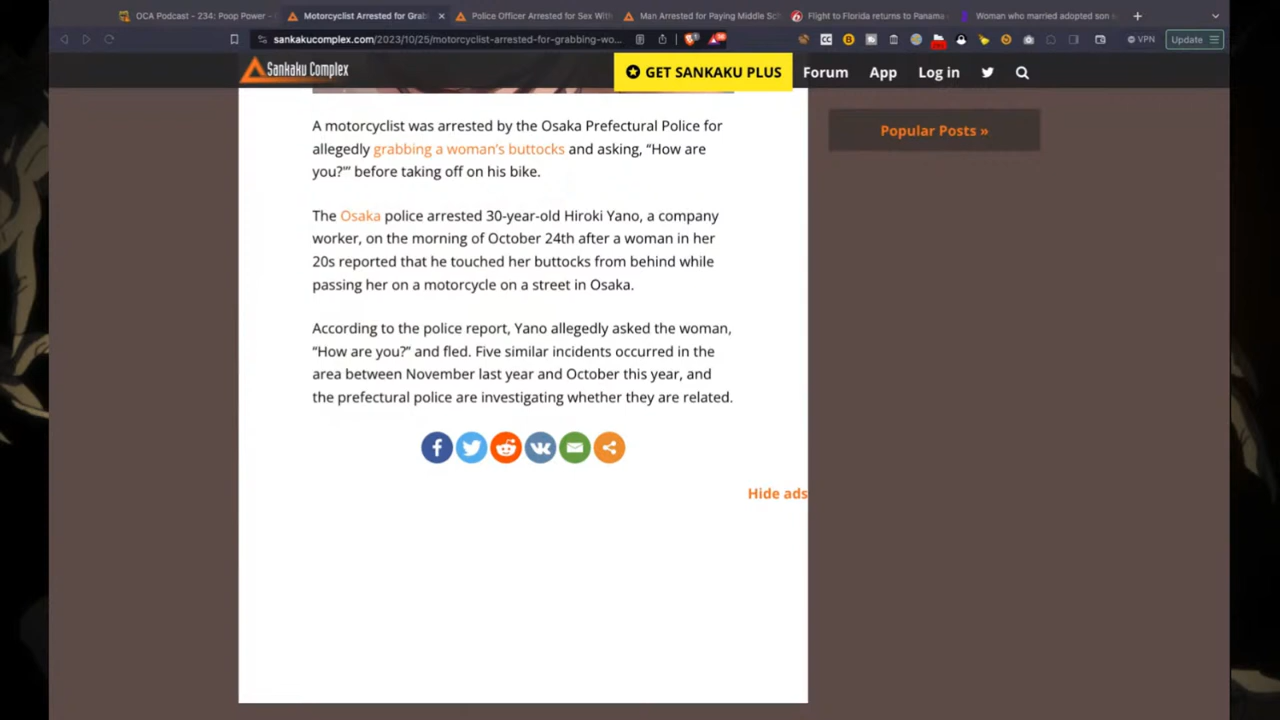 OCA Podcast - 234: Poop Power -
Motorcyclist Arrested for Grab
Police Officer Arrested for Sex With
Man Arrested for Paying Middle Sc
Flight to Florida returns to Panama
Woman who married adopted son
sankakucomplex.com/2023/10/25/motorcyclist-arrested-for-grabbing-wo...
VPN
Update
Sankaku Complex
GET SANKAKU PLUS
Forum
App
Log in
A motorcyclist was arrested by the Osaka Prefectural Police for
allegedly grabbing a woman's buttocks and asking, “How are
you?'” before taking off on his bike.
The Osaka police arrested 30-year-old Hiroki Yano, a company
worker, on the morning of October 24th after a woman in her
20s reported that he touched her buttocks from behind while
passing her on a motorcycle on a street in Osaka.
According to the police report, Yano allegedly asked the woman,
“How are you?” and fled. Five similar incidents occurred in the
area between November last year and October this year, and
the prefectural police are investigating whether they are related.
Hide ads
Popular Posts »